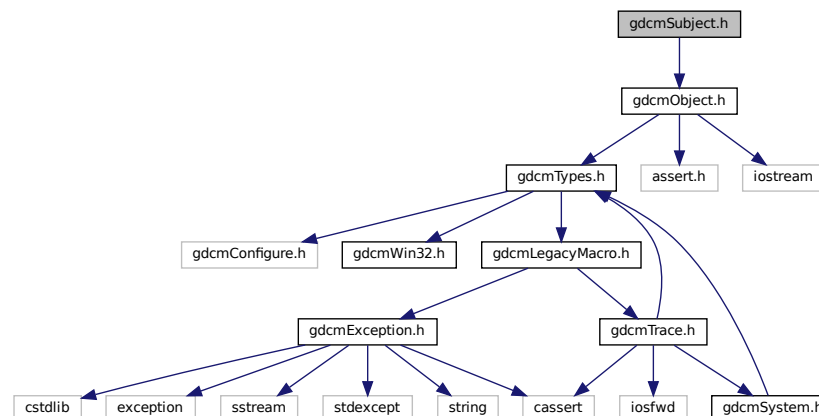 gdcmSubject.h
gdcmObject.h
gdcmTypes.h
assert.h
iostream
gdcmConfigure.h
gdcmWin32.h
gdcmLegacyMacro.h
gdcmException.h
gdcmTrace.h
cstdlib
exception
sstream
stdexcept
string
cassert
iosfwd
gdcmSystem.h